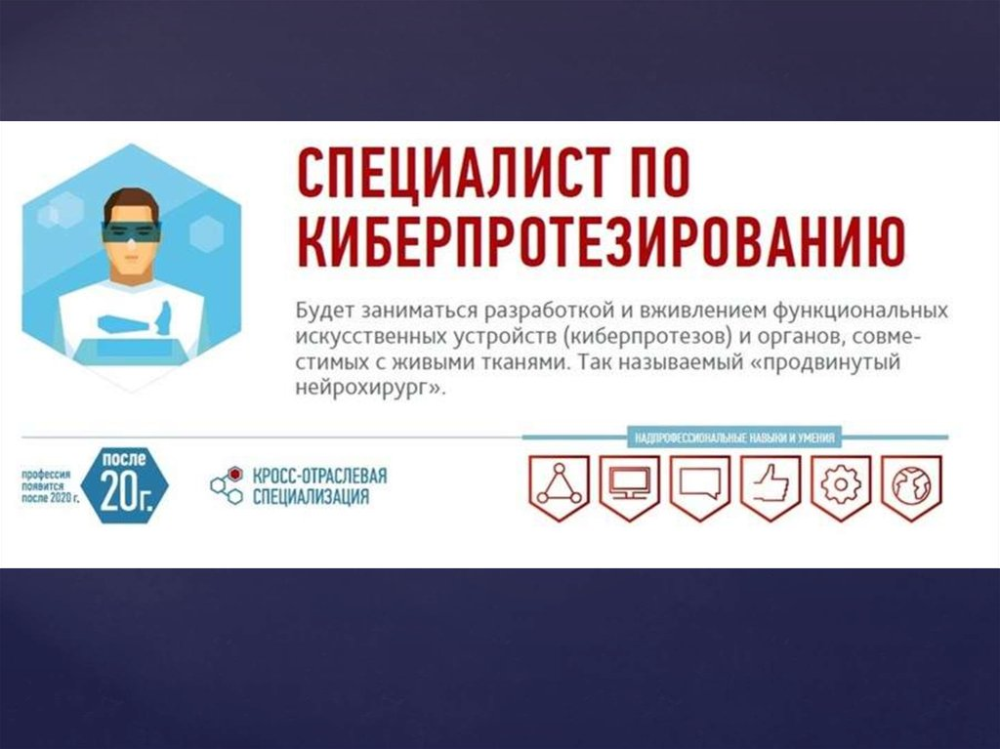 СПЕЦИАЛИСТ ПО
КИБЕРПРОТЕЗИРОВАНИЮ
Будет заниматься разработкой и вживлением функциональных
искусственных устройств (киберпротезов) и органов, совме-
стимых с живыми тканями. Так называемый «продвинутый
нейрохирург».
НАДПРОФЕССИОНАЛЬНЫЕ НАВЫКИ И УМЕНИЯ
профессия
появится
после 2020 г.
после
20г.
КРОСС-ОТРАСЛЕВАЯ
СПЕЦИАЛИЗАЦИЯ